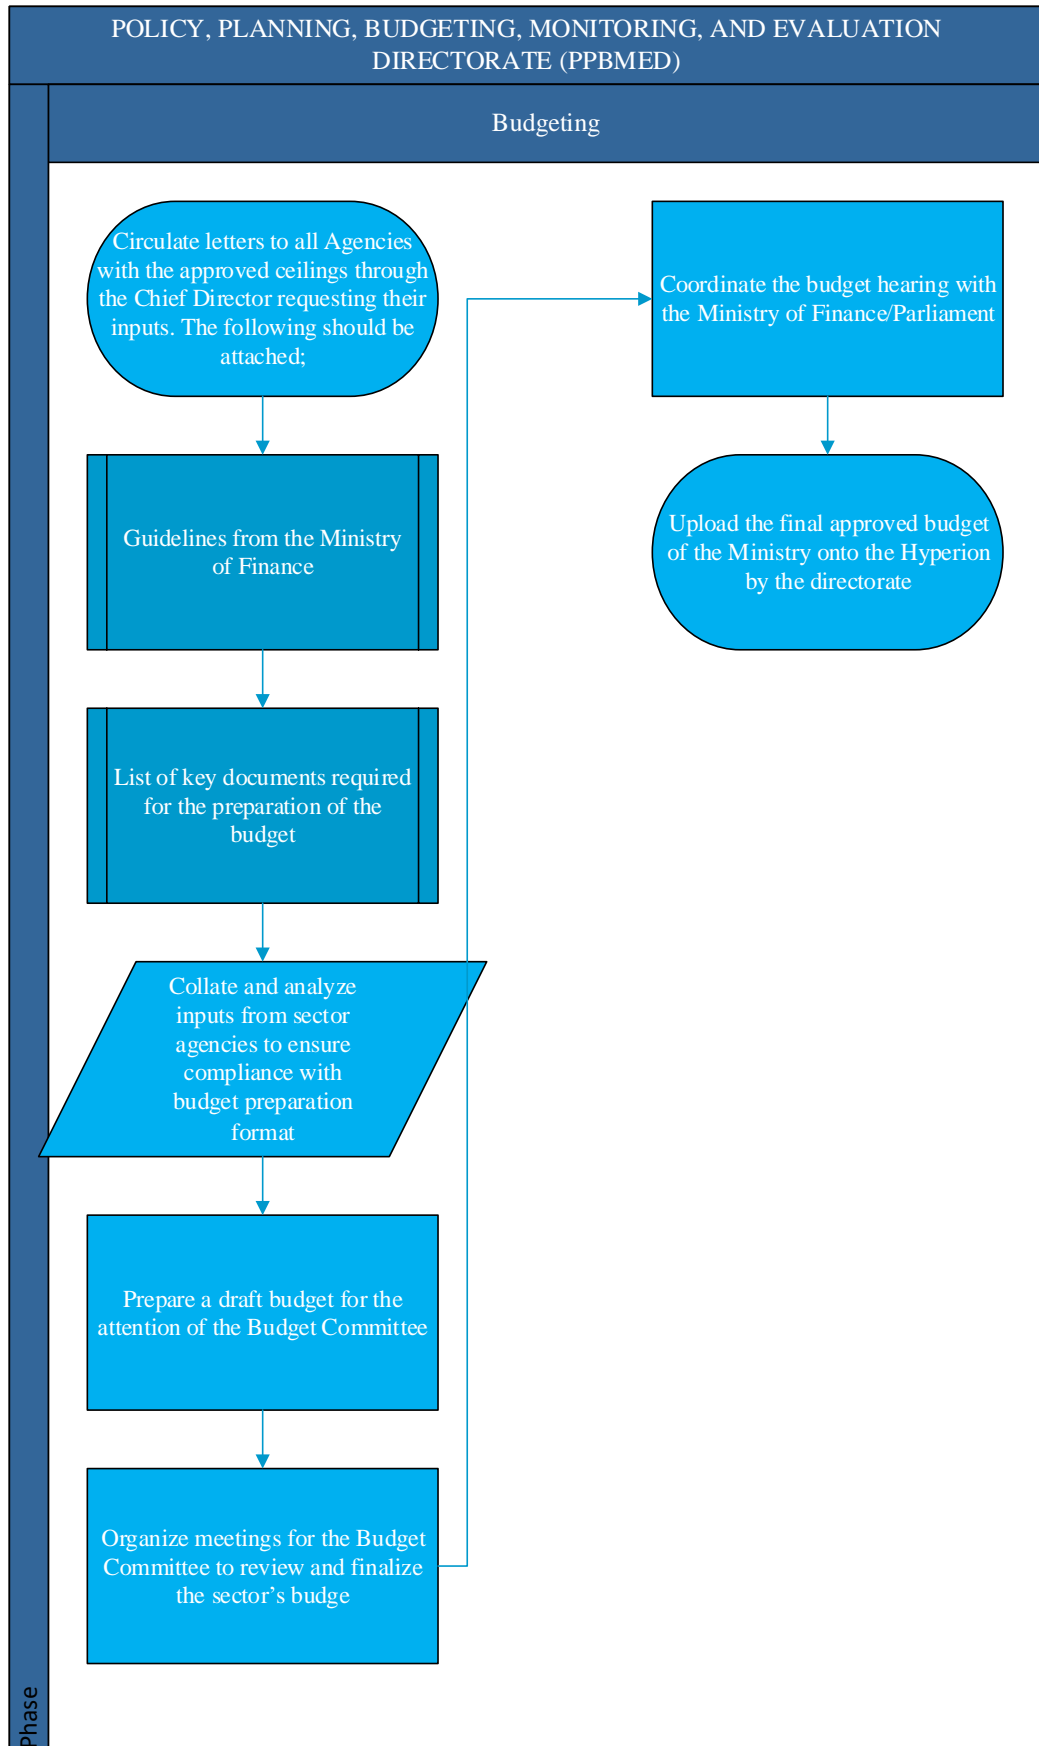 POLICY, PLANNING, BUDGETING, MONITORING, AND EVALUATION
DIRECTORATE (PPBMED)
Budgeting
Circulate letters to all Agencies
with the approved ceilings through
the Chief Director requesting their
inputs. The following should be
attached;
Guidelines from the Ministry
of Finance
List of key documents required
for the preparation of the
budget
Collate and analyze
inputs from sector
agencies to ensure
compliance with
budget preparation
format
Prepare a draft budget for the
attention of the Budget Committee
Organize meetings for the Budget
Committee to review and finalize
the sector’s budge
Coordinate the budget hearing with
the Ministry of Finance/Parliament
Upload the final approved budget
of the Ministry onto the Hyperion
by the directorate
Phase